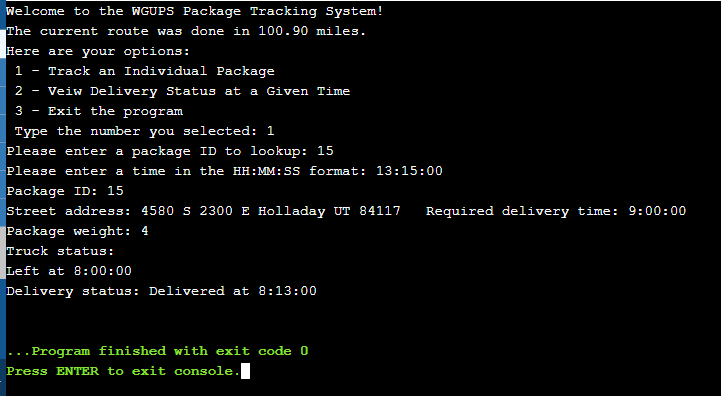 Welcome to the WGUPS Package Tracking System!
The current route was done in 100.90 miles.
Here are your options:
1 - Track an Individual Package
2 - Veiw Delivery Status at a Given Time
3 - Exit the program
Type the number you selected: 1
Please enter a package ID to lookup: 15
Please enter a time in the HH:MM:SS format: 13:15:00
Package ID: 15
Street address: 4580 S 2300 E Holladay UT 84117   Required delivery time: 9:00:00
Package weight: 4
Truck status:
Left at 8:00:00
Delivery status: Delivered at 8:13:00
...Program finished with exit code 0
Press ENTER to exit console.